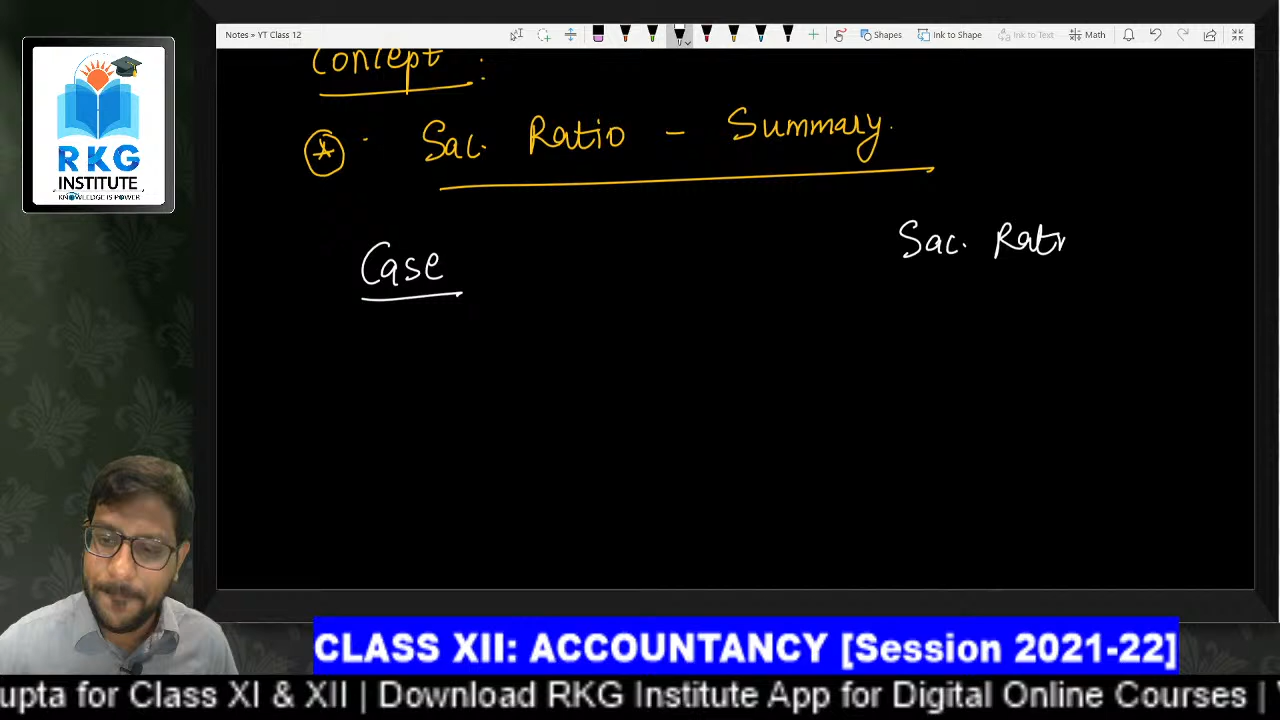 Notes » YT Class 12
Shapes
Ink to Shape
Ink to Text
Math
Concept :
Sac. Ratio - Summary.
Case
Sac. Rati
RKG
INSTITUTE
KNOWLEDGE IS POWER
CLASS XII: ACCOUNTANCY [Session 2021-22]
upta for Class XI & XII | Download RKG Institute App for Digital Online Courses |